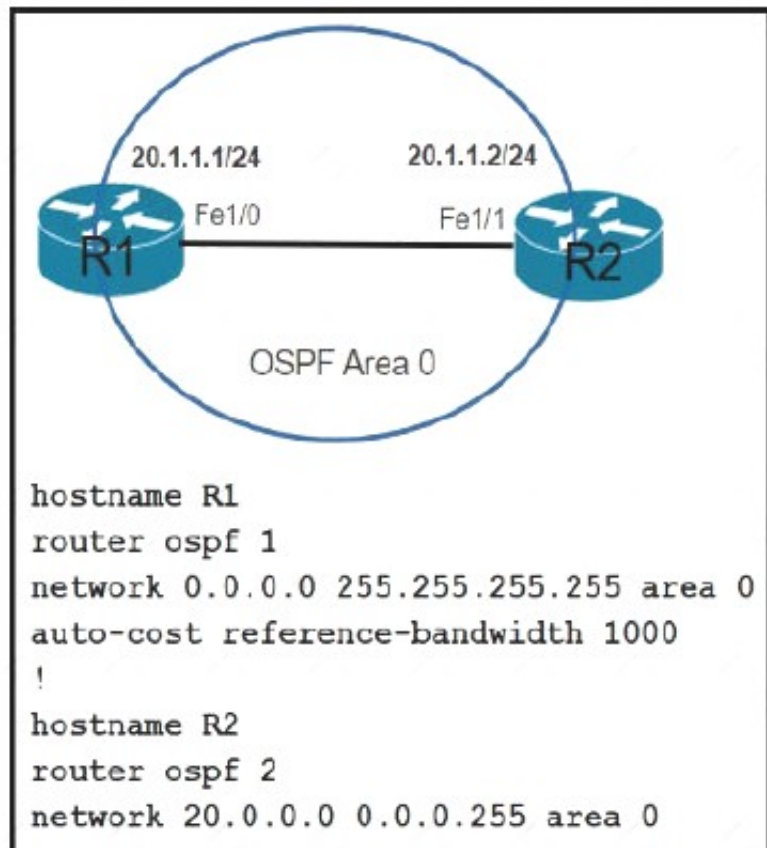 20.1.1.1/24
20.1.1.2/24
Fe1/0
Fe1/1
R1
R2
OSPF Area 0
hostname R1
router ospf 1
network 0.0.0.0 255.255.255.255 area 0
auto-cost reference-bandwidth 1000
!
hostname R2
router ospf 2
network 20.0.0.0 0.0.0.255 area 0